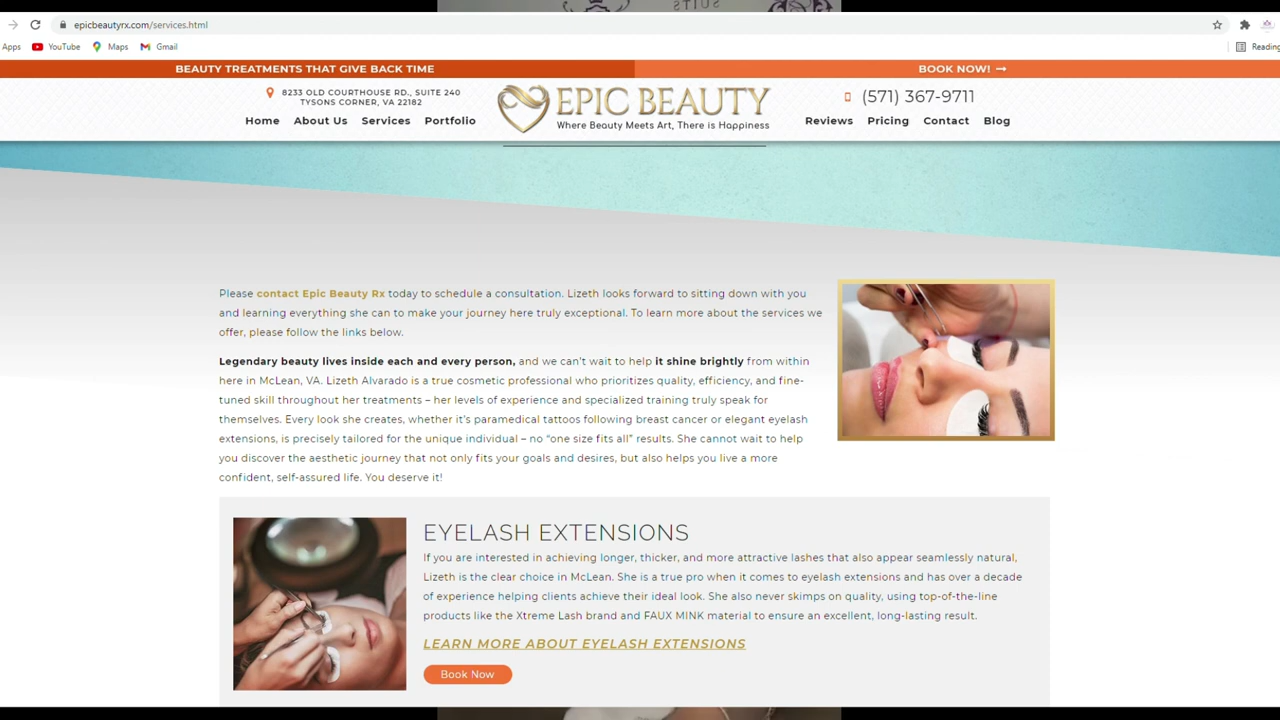 epicbeautyrx.com/services.html
Apps YouTube Maps Gmail Reading
BEAUTY TREATMENTS THAT GIVE BACK TIME
BOOK NOW! →
8233 OLD COURTHOUSE RD., SUITE 240
TYSONS CORNER, VA 22182
EPIC BEAUTY
Where Beauty Meets Art, There is Happiness
(571) 367-9711
Home About Us Services Portfolio
Reviews Pricing Contact Blog
Please contact Epic Beauty Rx today to schedule a consultation. Lizeth looks forward to sitting down with you
and learning everything she can to make your journey here truly exceptional. To learn more about the services we
offer, please follow the links below.
Legendary beauty lives inside each and every person, and we can't wait to help it shine brightly from within
here in McLean, VA. Lizeth Alvarado is a true cosmetic professional who prioritizes quality, efficiency, and fine-
tuned skill throughout her treatments – her levels of experience and specialized training truly speak for
themselves. Every look she creates, whether it's paramedical tattoos following breast cancer or elegant eyelash
extensions, is precisely tailored for the unique individual – no “one size fits all” results. She cannot wait to help
you discover the aesthetic journey that not only fits your goals and desires, but also helps you live a more
confident, self-assured life. You deserve it!
EYELASH EXTENSIONS
If you are interested in achieving longer, thicker, and more attractive lashes that also appear seamlessly natural,
Lizeth is the clear choice in McLean. She is a true pro when it comes to eyelash extensions and has over a decade
of experience helping clients achieve their ideal look. She also never skimps on quality, using top-of-the-line
products like the Xtreme Lash brand and FAUX MINK material to ensure an excellent, long-lasting result.
LEARN MORE ABOUT EYELASH EXTENSIONS
Book Now